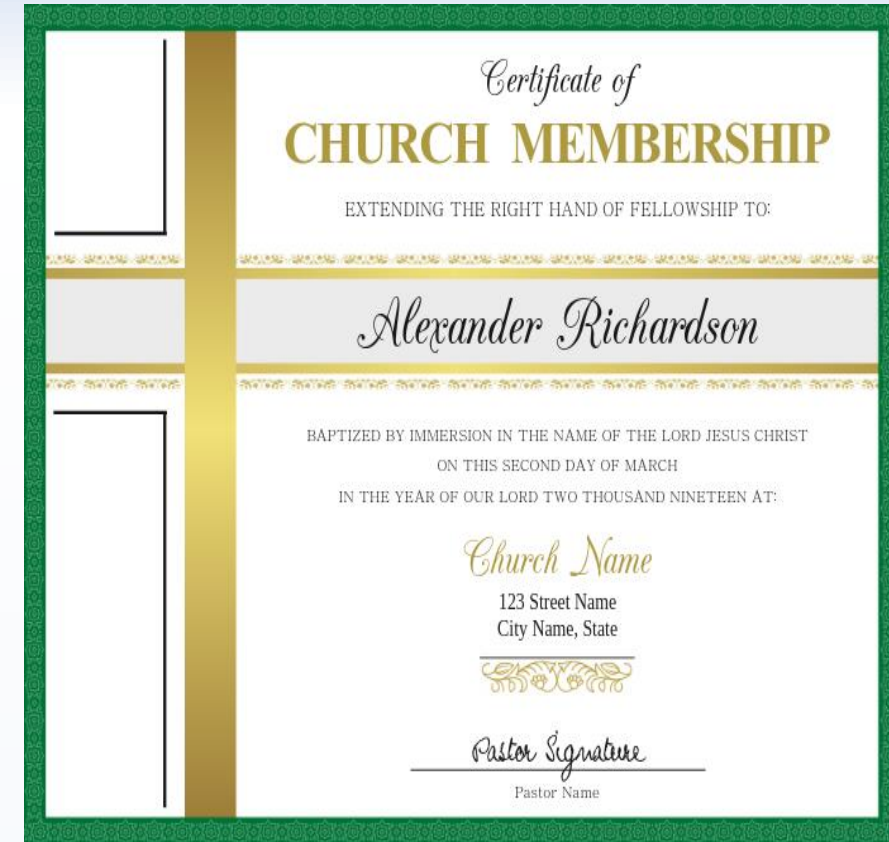 Certificate of
CHURCH MEMBERSHIP
EXTENDING THE RIGHT HAND OF FELLOWSHIP TO:
Alexander Richardson
BAPTIZED BY IMMERSION IN THE NAME OF THE LORD JESUS CHRIST
ON THIS SECOND DAY OF MARCH
IN THE YEAR OF OUR LORD TWO THOUSAND NINETEEN AT:
Church Name
123 Street Name
City Name, State
Pastor Signature
Pastor Name